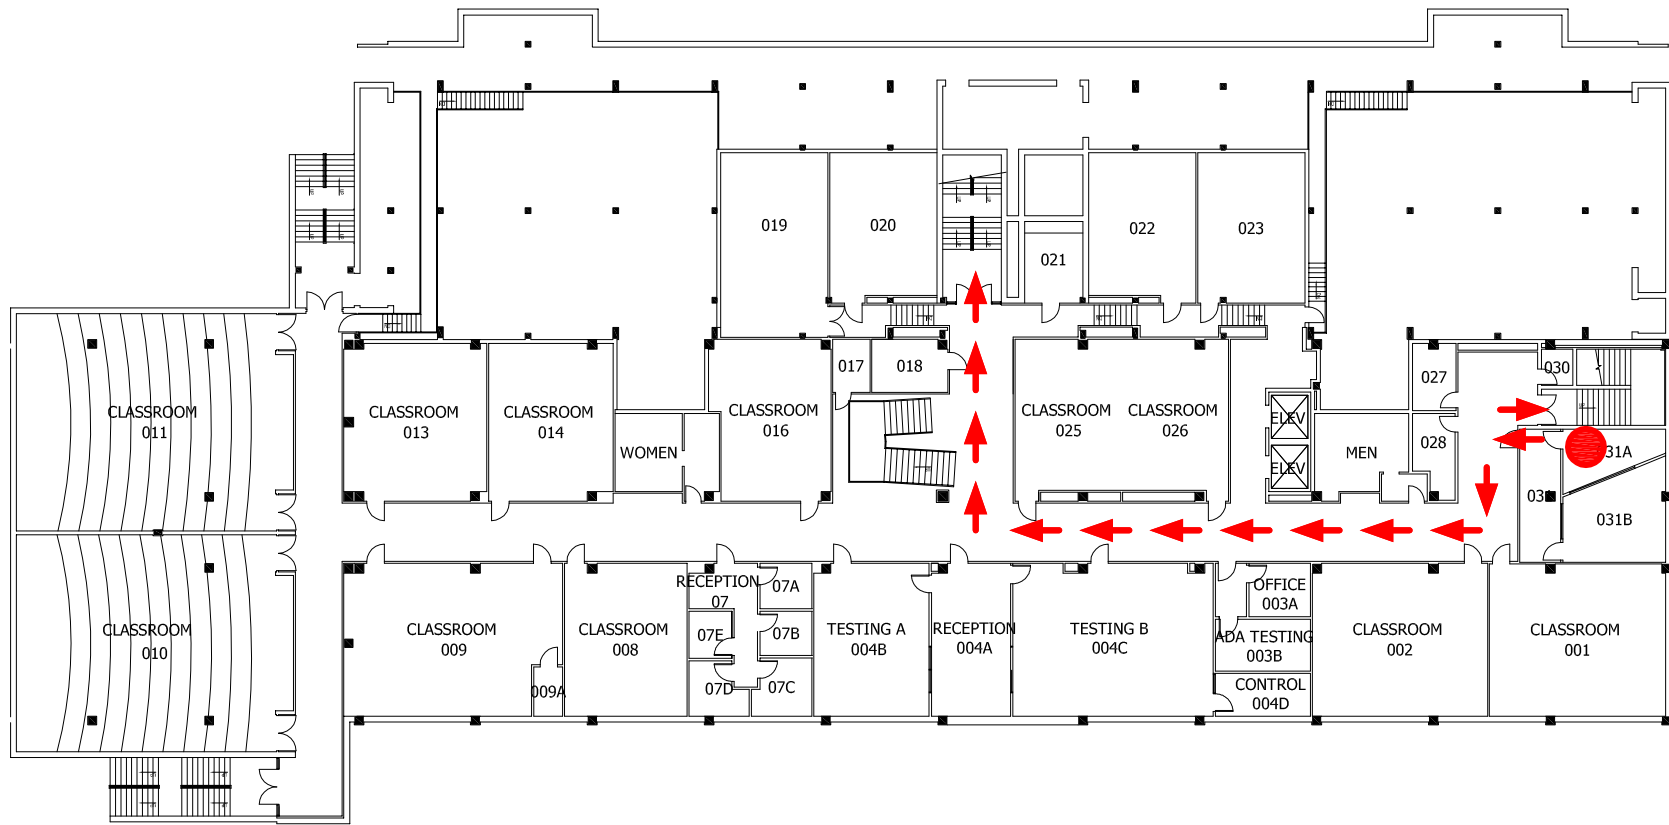 019
020
022
023
021
017
018
027
030
CLASSROOM
011
CLASSROOM
013
CLASSROOM
014
CLASSROOM
016
CLASSROOM
025
CLASSROOM
026
ELEV
ELEV
WOMEN
MEN
028
31A
031B
RECEPTION
07
07A
07B
07E
07D
07C
OFFICE
003A
CLASSROOM
010
CLASSROOM
009
009A
CLASSROOM
008
TESTING A
004B
RECEPTION
004A
TESTING B
004C
ADA TESTING
003B
CONTROL
004D
CLASSROOM
002
CLASSROOM
001